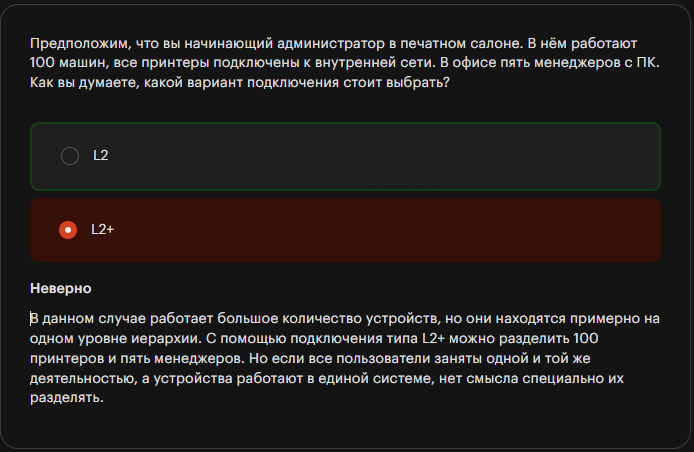 Предположим, что вы начинающий администратор в печатном салоне. В нём работают
100 машин, все принтеры подключены к внутренней сети. В офисе пять менеджеров с ПК.
Как вы думаете, какой вариант подключения стоит выбрать?
L2
L2+
Неверно
В данном случае работает большое количество устройств, но они находятся примерно на
одном уровне иерархии. С помощью подключения типа L2+ можно разделить 100
принтеров и пять менеджеров. Но если все пользователи заняты одной и той же
деятельностью, а устройства работают в единой системе, нет смысла специально их
разделять.